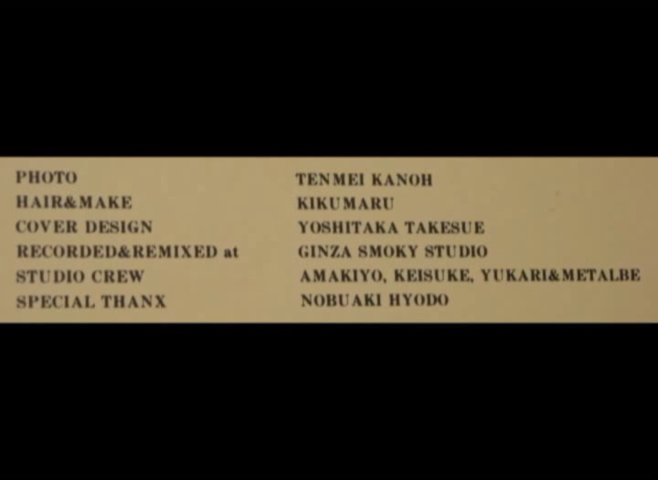 PHOTO TENMEI KANOH
HAIR&MAKE KIKUMARU
COVER DESIGN YOSHITAKA TAKESUE
RECORDED&REMIXED at GINZA SMOKY STUDIO
STUDIO CREW AMAKIYO, KEISUKE, YUKARI&METALBE
SPECIAL THANX NOBUAKI HYODO